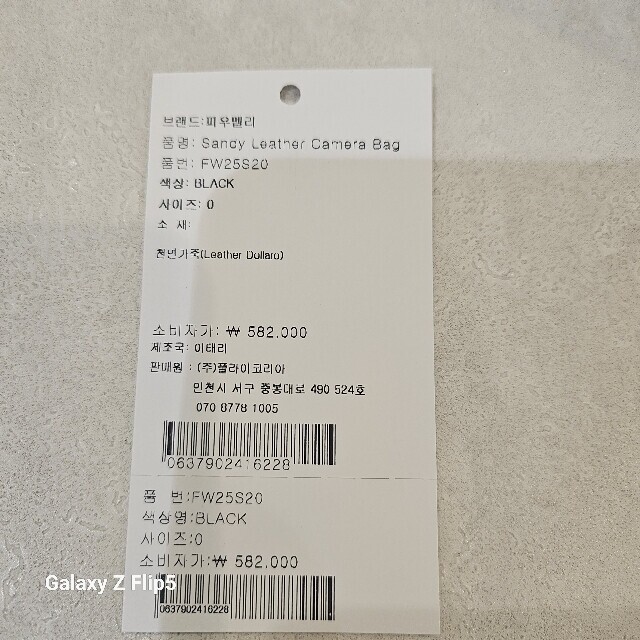 브랜드:피우멜리
품명: Sandy Leather Camera Bag
품번: FW25S20
색상: BLACK
사이즈: 0
소 재:
천연가죽(Leather Dollaro)
소비자가: ₩ 582,000
제조국: 이태리
판매원 : (주)플라이코리아
인천시 서구 중봉대로 490 524호
070 8778 1005
0637902416228
품 번:FW25S20
색상명:BLACK
사이즈:0
소비자가:₩ 582,000
0637902416228
Galaxy Z Flip5